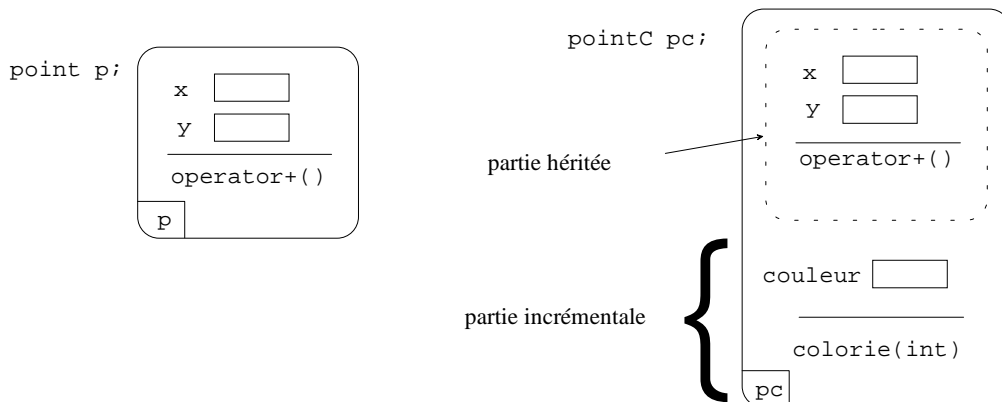 point p;
x
y
operator+()
p
pointC pc;
x
y
operator+()
partie héritée
couleur
partie incrémentale
colorie(int)
pc